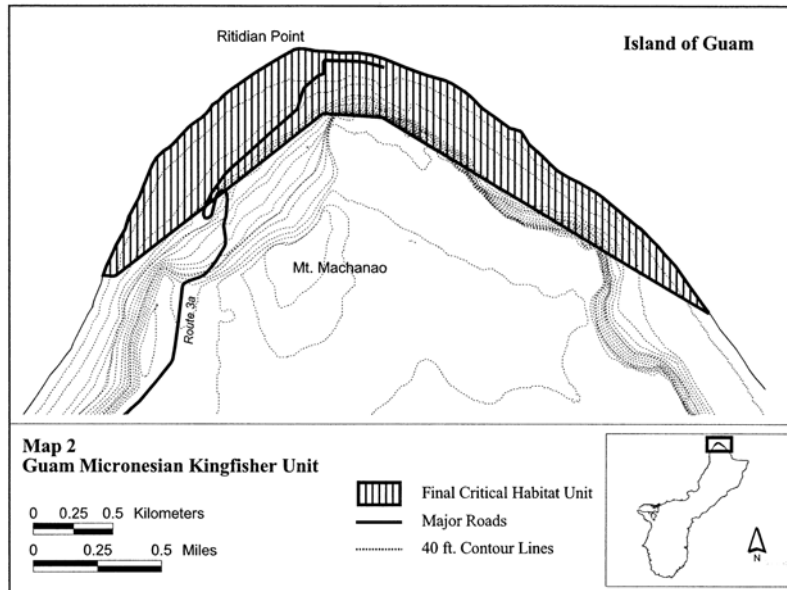 Ritidian Point
Island of Guam
Mt. Machanao
Route 3a
Map 2
Guam Micronesian Kingfisher Unit
0 0.25 0.5 Kilometers
0 0.25 0.5 Miles
Final Critical Habitat Unit
Major Roads
40 ft. Contour Lines
N